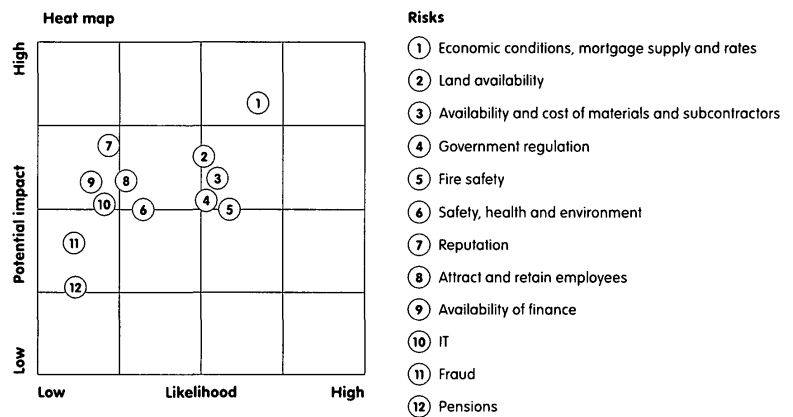 Heat map
High
Potential impact
Low
1
7
2
9
8
3
10
6
4
5
11
12
Low
Likelihood
High
Risks
1 Economic conditions, mortgage supply and rates
2 Land availability
3 Availability and cost of materials and subcontractors
4 Government regulation
5 Fire safety
6 Safety, health and environment
7 Reputation
8 Attract and retain employees
9 Availability of finance
10 IT
11 Fraud
12 Pensions